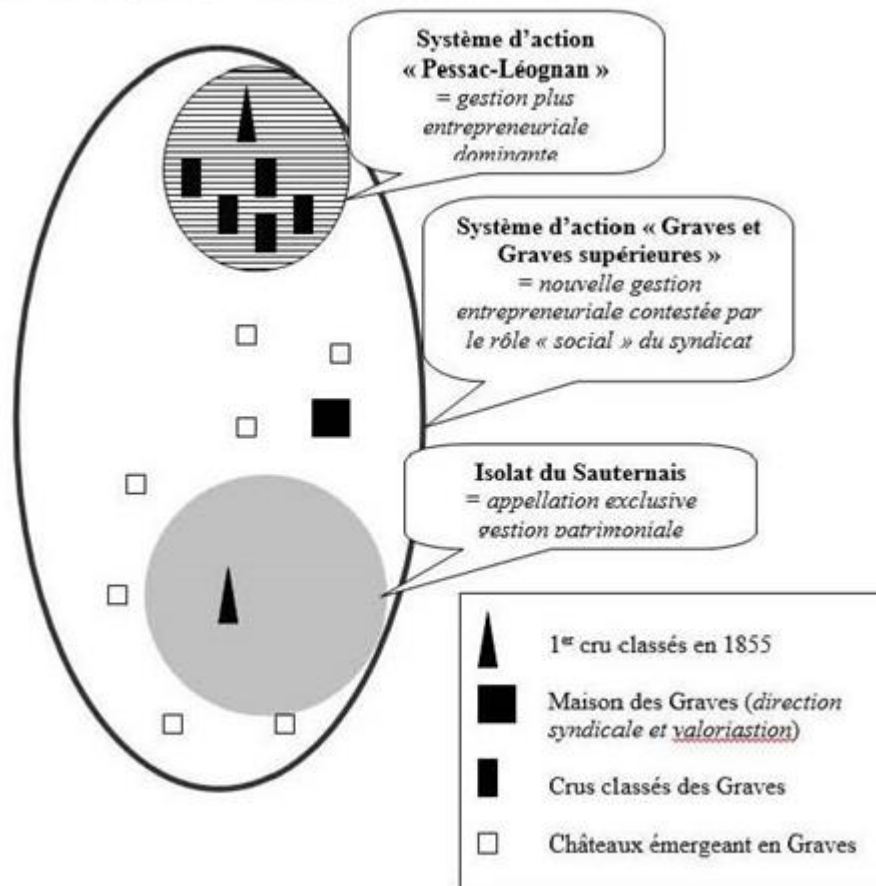 Système d'action
« Pessac-Léognan »
= gestion plus
entrepreneuriale
dominante
Système d'action « Graves et
Graves supérieures »
= nouvelle gestion
entrepreneuriale contestée par
le rôle « social » du syndicat
Isolat du Sauternais
= appellation exclusive
gestion patrimoniale
1er cru classés en 1855
Maison des Graves (direction
syndicale et valoriastion)
Crus classés des Graves
Châteaux émergeant en Graves